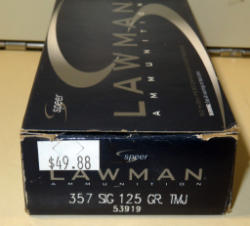 speer
LAWMAN
AMMUNITION
$49.88
speer
LAWMAN
AMMUNITION
357 SIG 125 GR. TMJ
53919